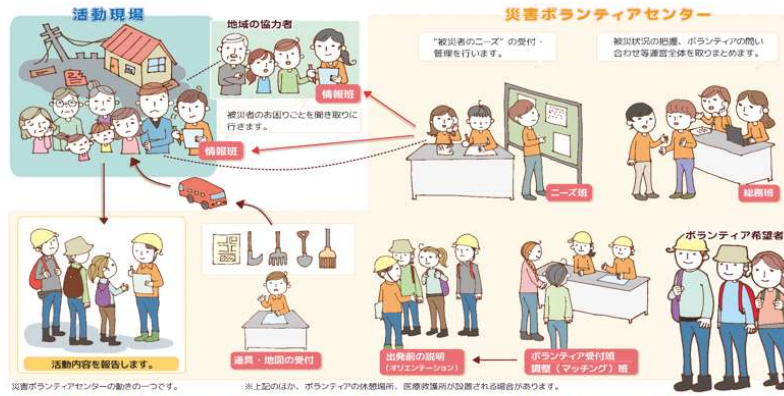 活動現場
地域の協力者
情報班
被災者のお困りごとを聞き取りに
行きます。
情報班
災害ボランティアセンター
"被災者のニーズ" の受付・
管理を行います。
被災状況の把握、ボランティアの問い
合わせ等運営全体を取りまとめます。
ニーズ班
総務班
活動内容を報告します。
道具・地図の受付
出発前の説明
(オリエンテーション)
ボランティア受付班
調整(マッチング)班
ボランティア希望者
災害ボランティアセンターの動きの一つです。
※上記のほか、ボランティアの休憩場所、医療救護所が設置される場合があります。